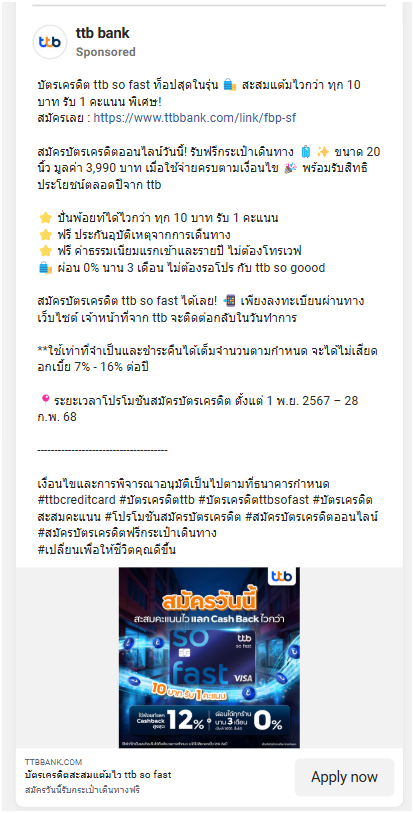 ttb
ttb bank
Sponsored
บัตรเครดิต ttb so fast ท็อปสุดในรุ่น 🛍️ สะสมแต้มไวกว่า ทุก 10
บาท รับ 1 คะแนน พิเศษ!
สมัครเลย : https://www.ttbbank.com/link/fbp-sf
สมัครบัตรเครดิตออนไลน์วันนี้! รับฟรีกระเป๋าเดินทาง 🧳 ✨ ขนาด 20
นิ้ว มูลค่า 3,990 บาท เมื่อใช้จ่ายครบตามเงื่อนไข 🎉 พร้อมรับสิทธิ
ประโยชน์ตลอดปีจาก ttb
⭐ ปั่นพ้อยท์ได้ไวกว่า ทุก 10 บาท รับ 1 คะแนน
⭐ ฟรี ประกันอุบัติเหตุจากการเดินทาง
⭐ ฟรี ค่าธรรมเนียมแรกเข้าและรายปี ไม่ต้องโทรเวฟ
🛍️ ผ่อน 0% นาน 3 เดือน ไม่ต้องรอโปร กับ ttb so goood
สมัครบัตรเครดิต ttb so fast ได้เลย! 📲 เพียงลงทะเบียนผ่านทาง
เว็บไซต์ เจ้าหน้าที่จาก ttb จะติดต่อกลับในวันทำการ
**ใช้เท่าที่จำเป็นและชำระคืนได้เต็มจำนวนตามกำหนด จะได้ไม่เสียด
อกเบี้ย 7% - 16% ต่อปี
📍 ระยะเวลาโปรโมชันสมัครบัตรเครดิต ตั้งแต่ 1 พ.ย. 2567 – 28
ก.พ. 68
-------------------------------------
เงื่อนไขและการพิจารณาอนุมัติเป็นไปตามที่ธนาคารกำหนด
#ttbcreditcard #บัตรเครดิตttb #บัตรเครดิตttbsofast #บัตรเครดิต
สะสมคะแนน #โปรโมชันสมัครบัตรเครดิต #สมัครบัตรเครดิตออนไลน์
#สมัครบัตรเครดิตฟรีกระเป๋าเดินทาง
#เปลี่ยนเพื่อให้ชีวิตคุณดีขึ้น
ttb
สมัครวันนี้
สะสมคะแนนไว แลก Cash Back ไวกว่า
so fast
ttb
so fast
VISA
10 บาท รับ 1 คะแนน
Cashback
สูงสุด
12%
ผ่อนได้ทุกร้าน
นาน 3 เดือน
0%
TTBBANK.COM
บัตรเครดิตสะสมแต้มไว ttb so fast
สมัครวันนี้รับกระเป๋าเดินทางฟรี
Apply now